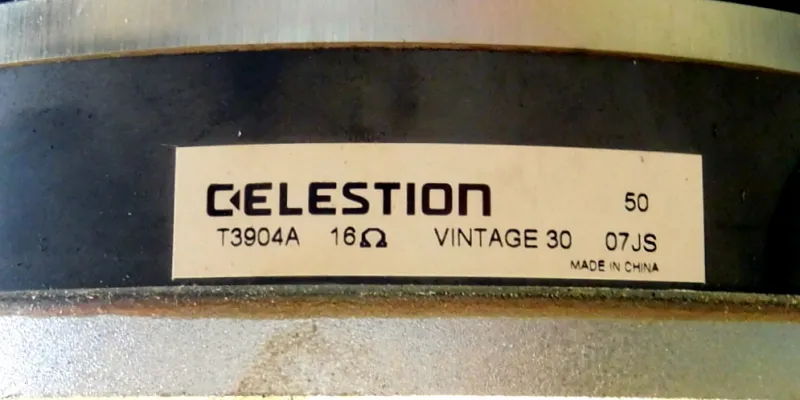 CELESTION 50
T3904A 16Ω VINTAGE 30 07JS
MADE IN CHINA